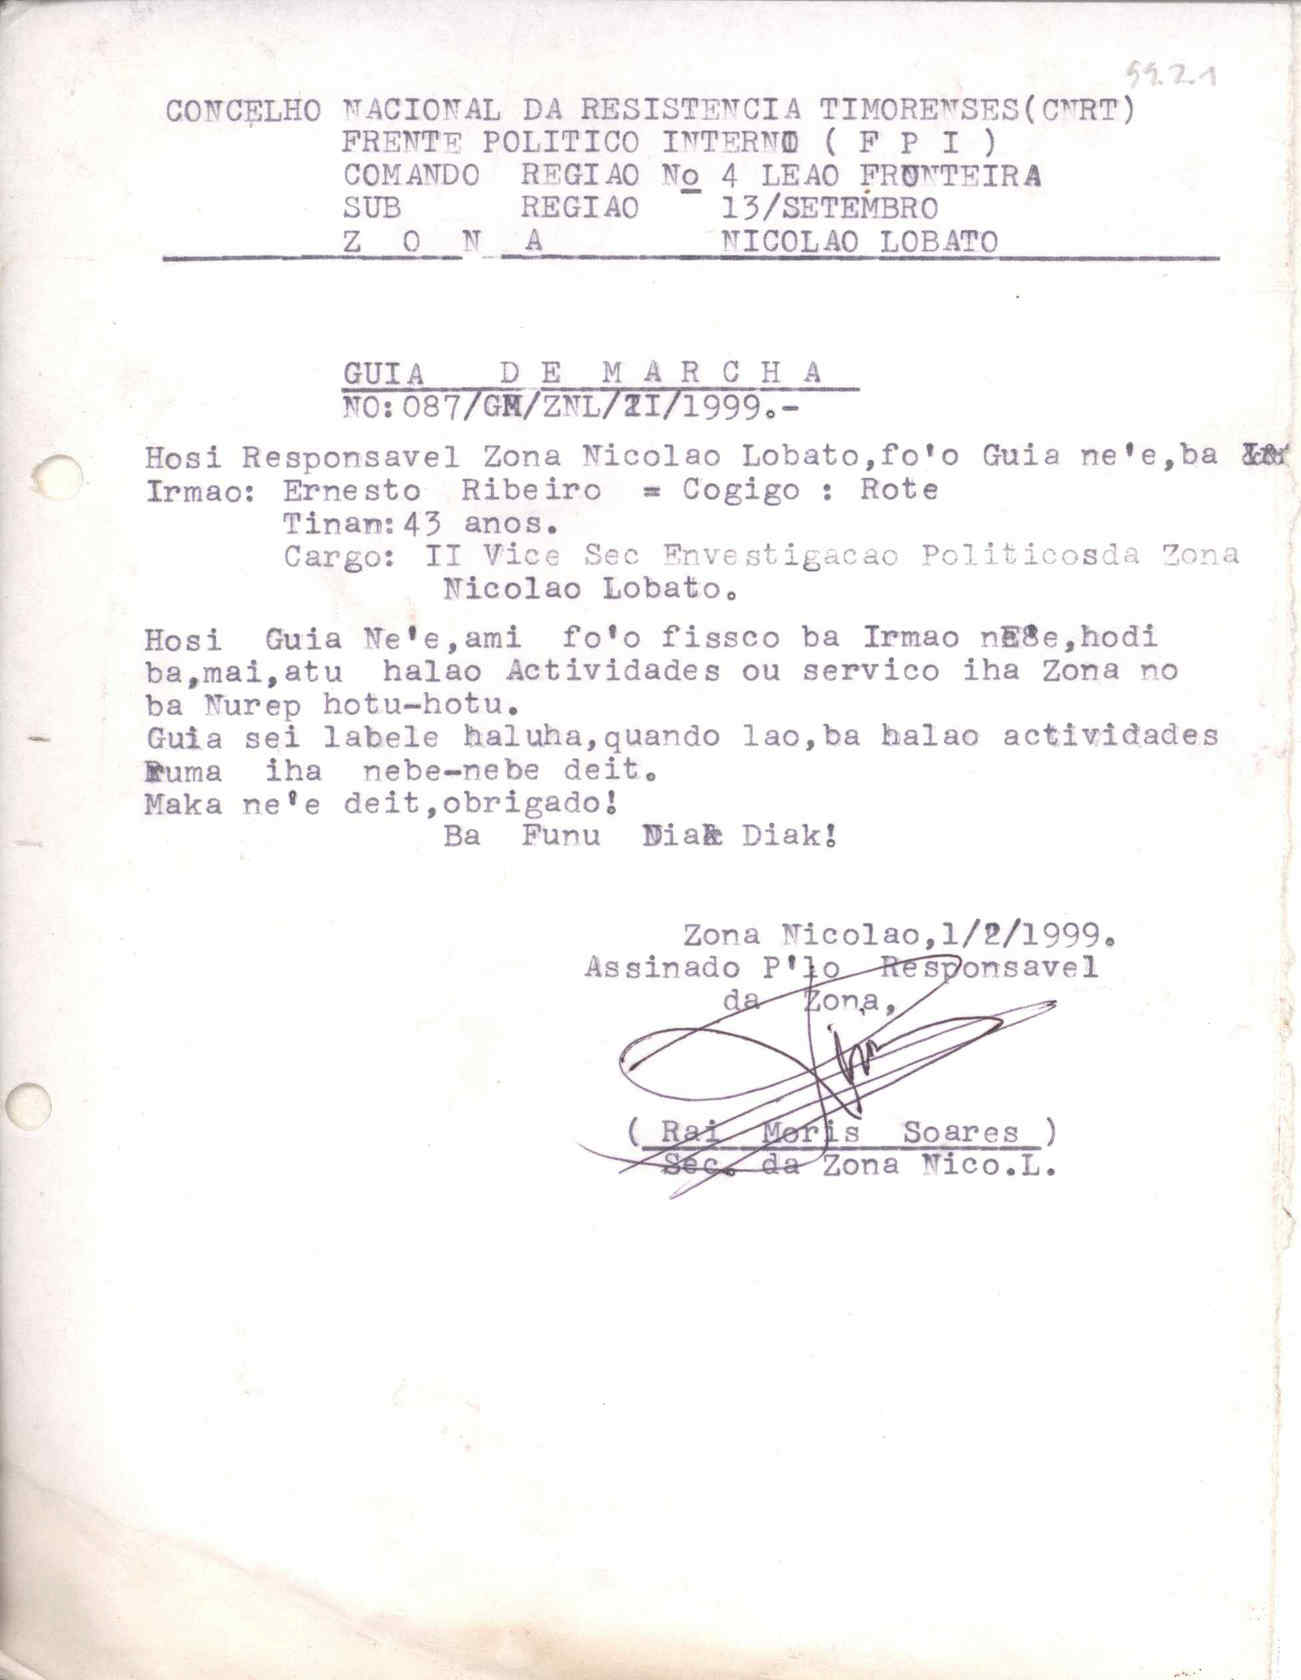 99.2.1
CONCELHO NACIONAL DA RESISTENCIA TIMORENSES(CNRT)
FRENTE POLITICO INTERNO ( F P I )
COMANDO REGIAO No 4 LEAO FRONTEIRA
SUB REGIAO 13/SETEMBRO
Z O N A NICOLAO LOBATO
GUIA D E M A R C H A
NO:087/GM/ZNL/II/1999.-
Hosi Responsavel Zona Nicolao Lobato,fo'o Guia ne'e,ba
Irmao: Ernesto Ribeiro = Cogigo : Rote
Tinan:43 anos.
Cargo: II Vice Sec Envestigacao Politicosda Zona
Nicolao Lobato.
Hosi Guia Ne'e,ami fo'o fissco ba Irmao nE'e,hodi
ba,mai,atu halao Actividades ou servico iha Zona no
ba Nurep hotu-hotu.
Guia sei labele haluha,quando lao,ba halao actividades
Ruma iha nebe-nebe deit.
Maka ne'e deit,obrigado!
Ba Funu Diak Diak!
Zona Nicolao,1/2/1999.
Assinado P'lo Responsavel
da Zona,
( Rai Moris Soares )
Sec. da Zona Nico.L.